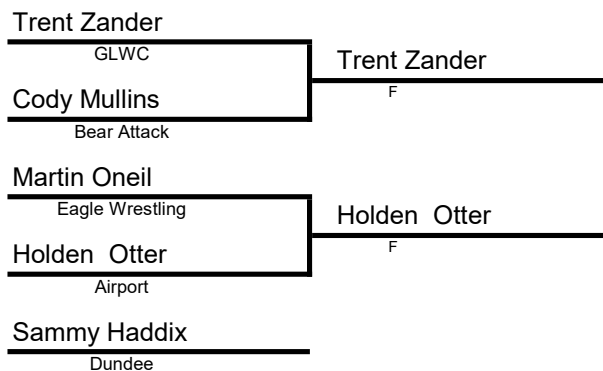 Trent Zander
GLWC
Trent Zander
F
Cody Mullins
Bear Attack
Martin Oneil
Eagle Wrestling
Holden Otter
F
Holden Otter
Airport
Sammy Haddix
Dundee